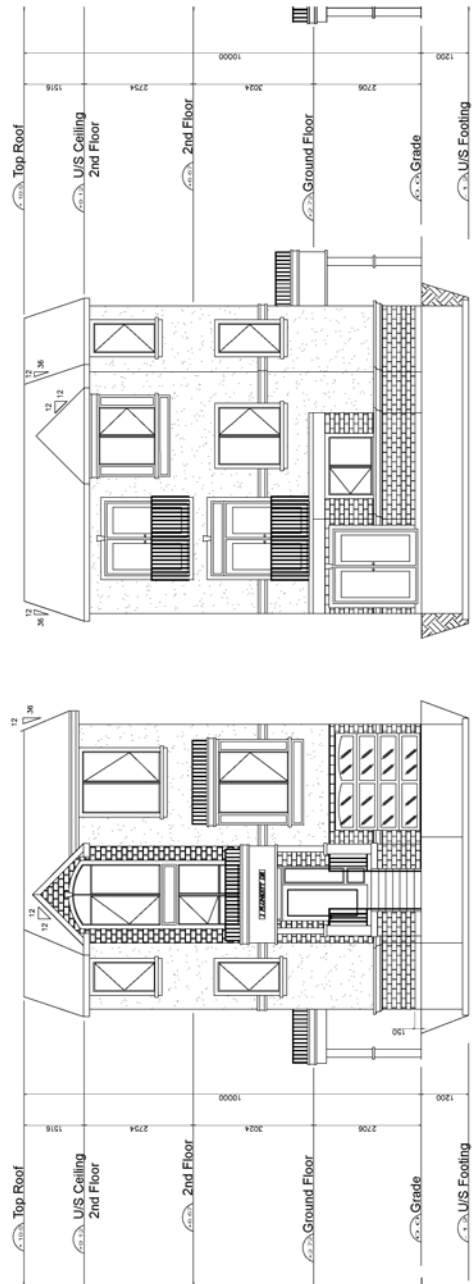 Top Roof
U/S Ceiling
2nd Floor
2nd Floor
Ground Floor
Grade
U/S Footing
1516
2754
3024
2706
10000
1200
12
36
12
12
12
36
Top Roof
U/S Ceiling
2nd Floor
2nd Floor
Ground Floor
Grade
U/S Footing
1516
2754
3024
2706
10000
1200
150
12
12
12
36